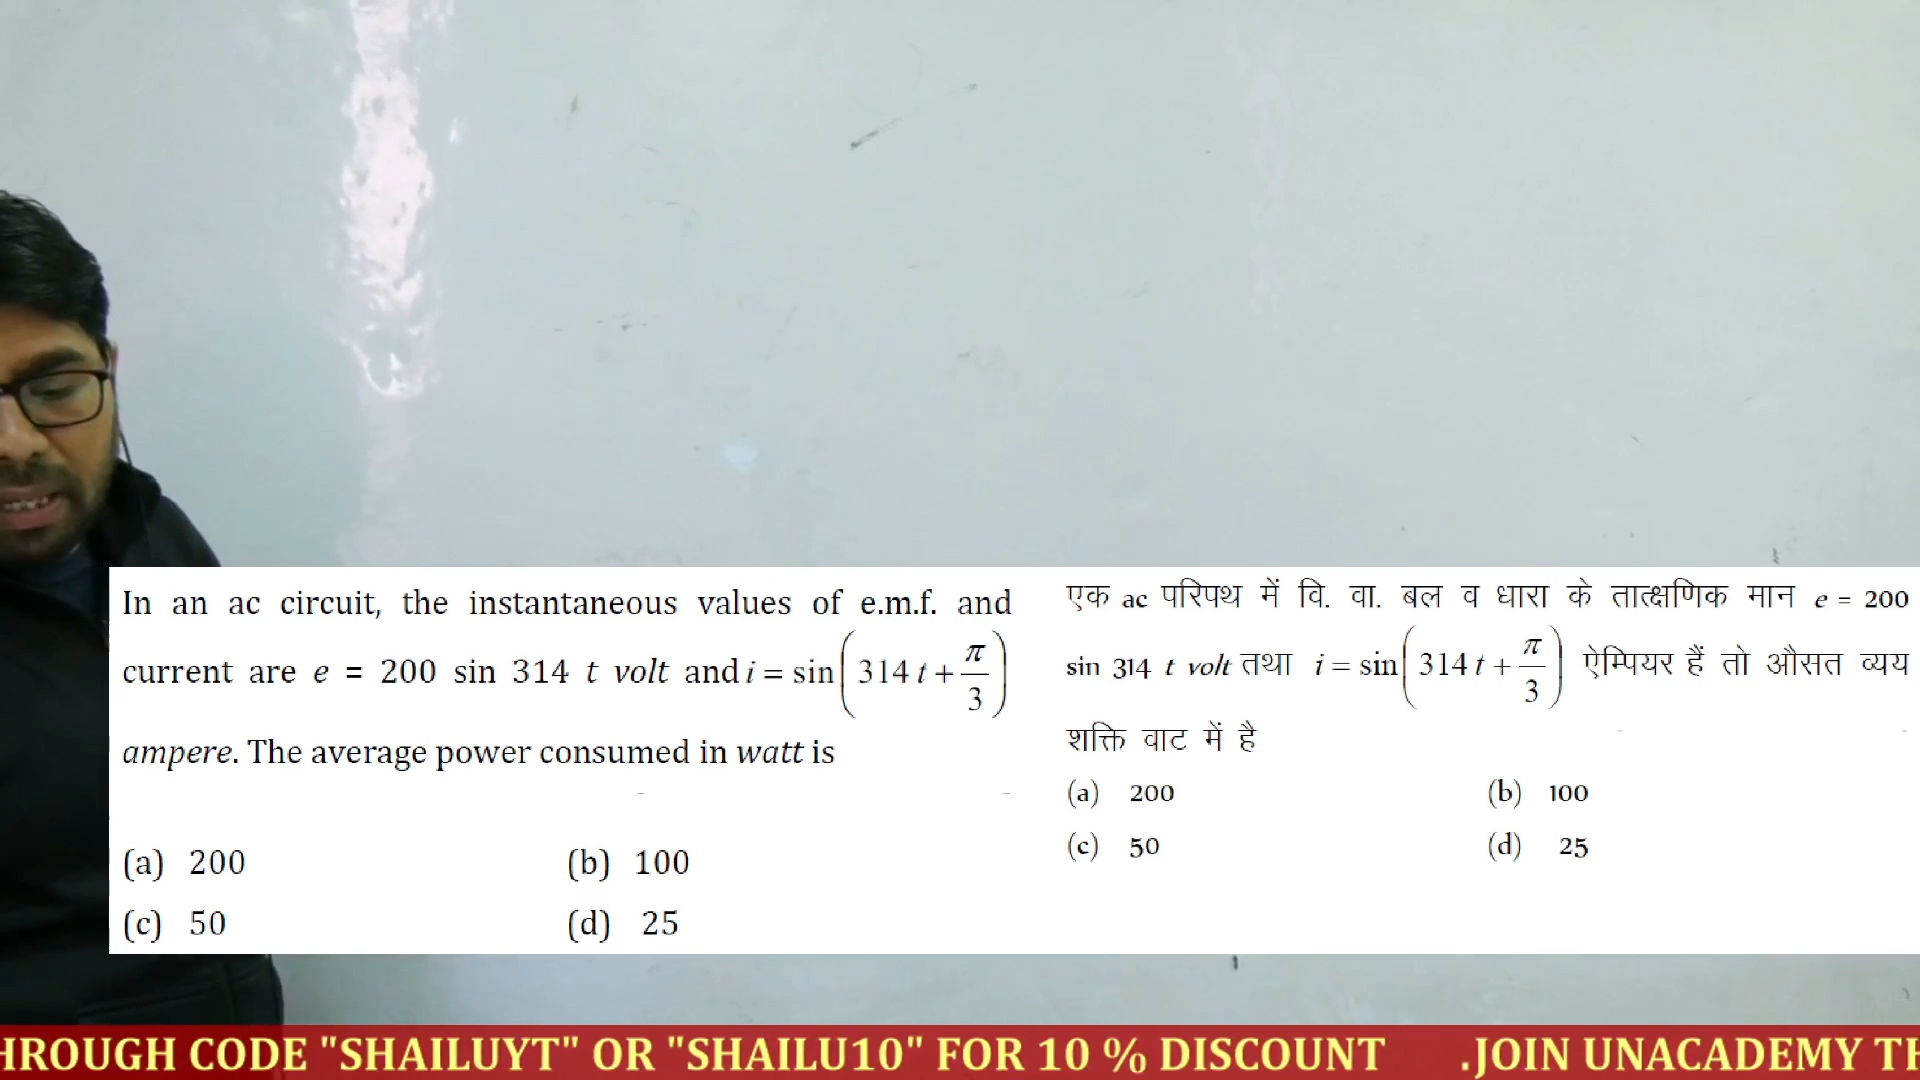 In an ac circuit, the instantaneous values of e.m.f. and
current are e = 200 sin 314 t volt and i = sin(314 t + π/3)
ampere. The average power consumed in watt is
(a) 200 (b) 100
(c) 50 (d) 25
एक ac परिपथ में वि. वा. बल व धारा के तात्क्षणिक मान e = 200
sin 314 t volt तथा i = sin(314 t + π/3) ऐम्पियर हैं तो औसत व्यय
शक्ति वाट में है
(a) 200 (b) 100
(c) 50 (d) 25
HROUGH CODE "SHAILUYT" OR "SHAILU10" FOR 10 % DISCOUNT .JOIN UNACADEMY TH